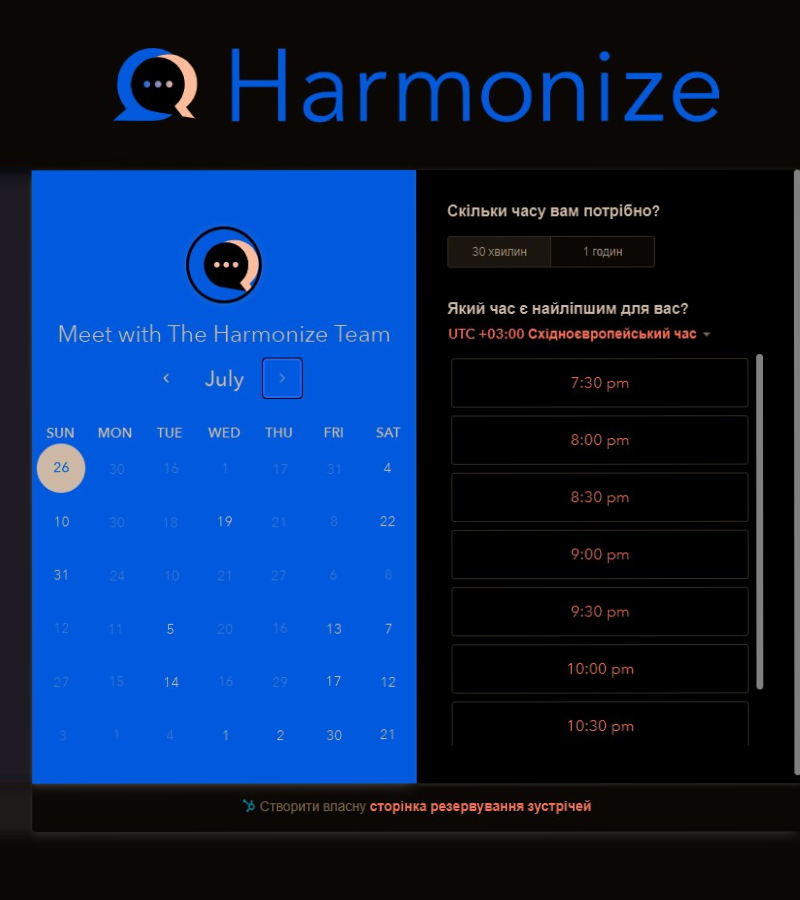 Harmonize
Meet with The Harmonize Team
July
SUN MON TUE WED THU FRI SAT
26 30 16 1 17 31 4
10 30 18 19 21 8 22
31 24 10 21 27 6 8
12 11 5 20 16 13 7
27 15 14 16 29 17 12
3 1 4 1 2 30 21
Скільки часу вам потрібно?
30 хвилин 1 годин
Який час є найліпшим для вас?
UTC +03:00 Східноєвропейський час
7:30 pm
8:00 pm
8:30 pm
9:00 pm
9:30 pm
10:00 pm
10:30 pm
Створити власну сторінка резервування зустрічей